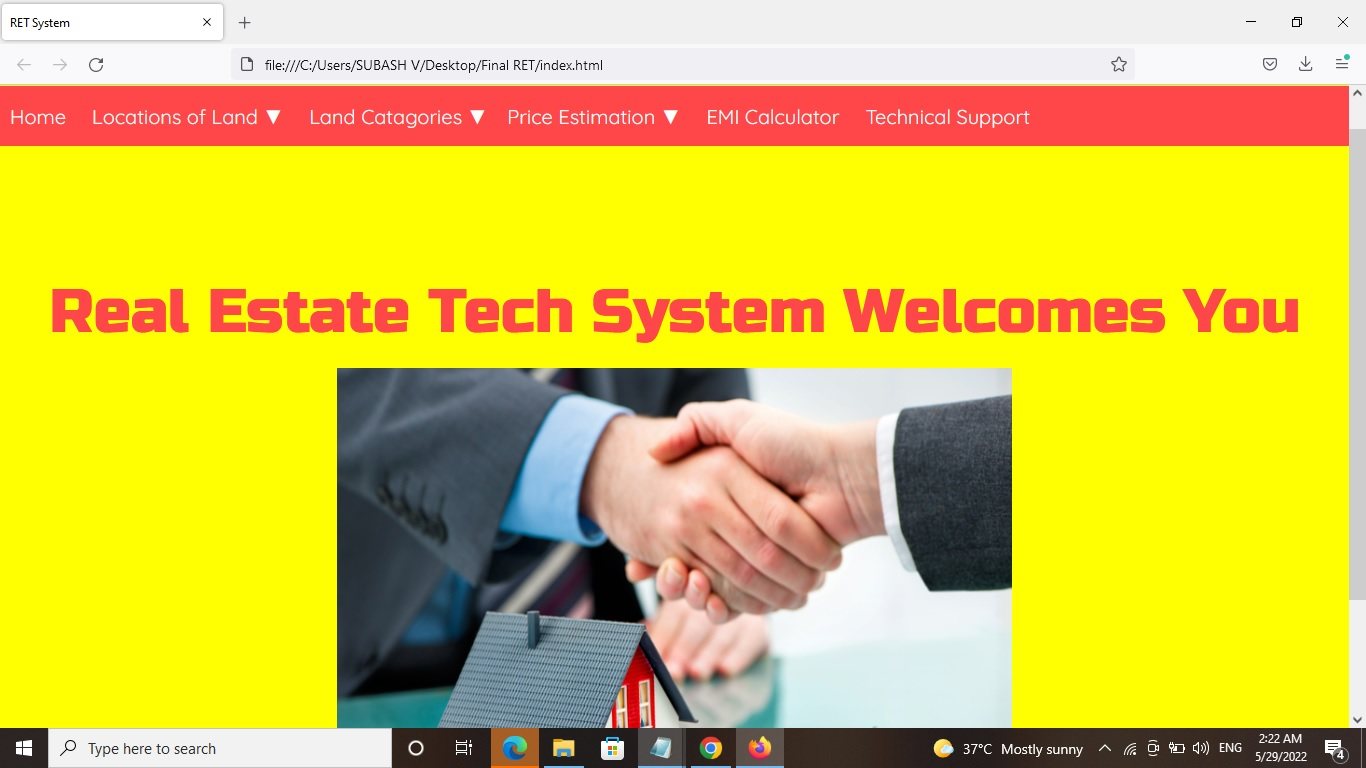 RET System
file:///C:/Users/SUBASH V/Desktop/Final RET/index.html
Home Locations of Land ▼ Land Catagories ▼ Price Estimation ▼ EMI Calculator Technical Support
Real Estate Tech System Welcomes You
Type here to search
37°C Mostly sunny
ENG
2:22 AM
5/29/2022
4